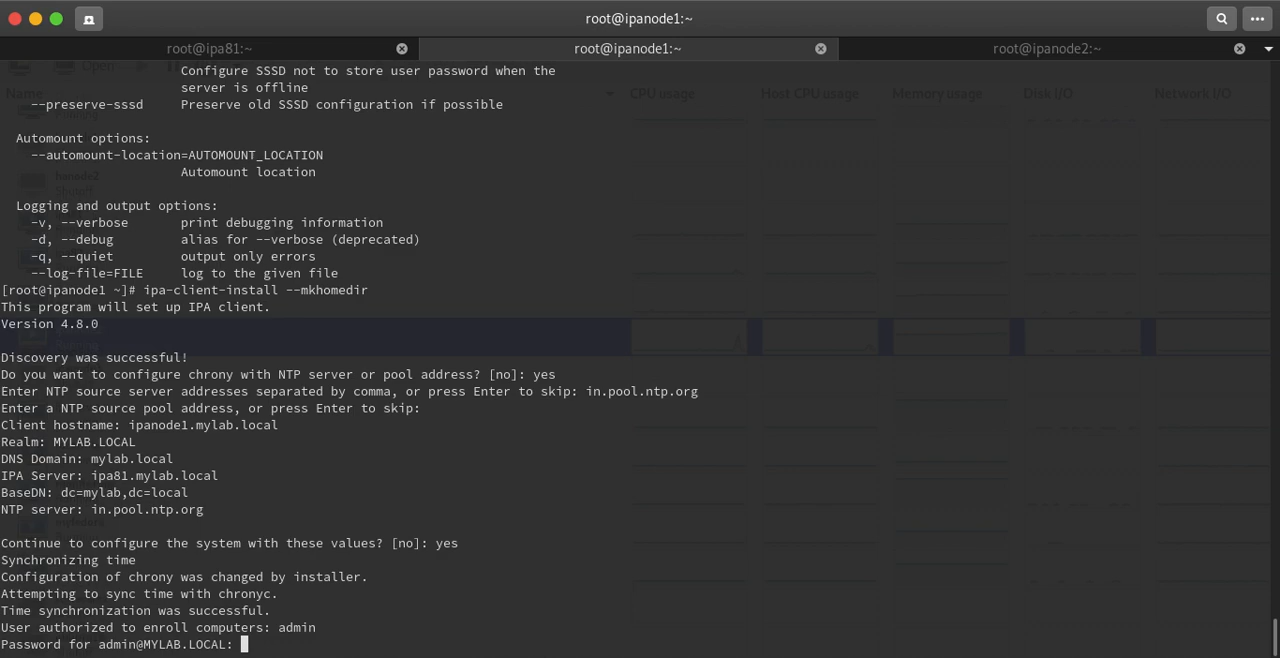 root@ipanode1:~
root@ipa81:~
root@ipanode1:~
root@ipanode2:~
Open
Name
CPU usage
Host CPU usage
Memory usage
Disk I/O
Network I/O
Configure SSSD not to store user password when the
server is offline
--preserve-sssd     Preserve old SSSD configuration if possible
Automount options:
--automount-location=AUTOMOUNT_LOCATION
Automount location
Logging and output options:
-v, --verbose       print debugging information
-d, --debug         alias for --verbose (deprecated)
-q, --quiet         output only errors
--log-file=FILE     log to the given file
[root@ipanode1 ~]# ipa-client-install --mkhomedir
This program will set up IPA client.
Version 4.8.0
Discovery was successful!
Do you want to configure chrony with NTP server or pool address? [no]: yes
Enter NTP source server addresses separated by comma, or press Enter to skip: in.pool.ntp.org
Enter a NTP source pool address, or press Enter to skip:
Client hostname: ipanode1.mylab.local
Realm: MYLAB.LOCAL
DNS Domain: mylab.local
IPA Server: ipa81.mylab.local
BaseDN: dc=mylab,dc=local
NTP server: in.pool.ntp.org
Continue to configure the system with these values? [no]: yes
Synchronizing time
Configuration of chrony was changed by installer.
Attempting to sync time with chronyc.
Time synchronization was successful.
User authorized to enroll computers: admin
Password for admin@MYLAB.LOCAL: